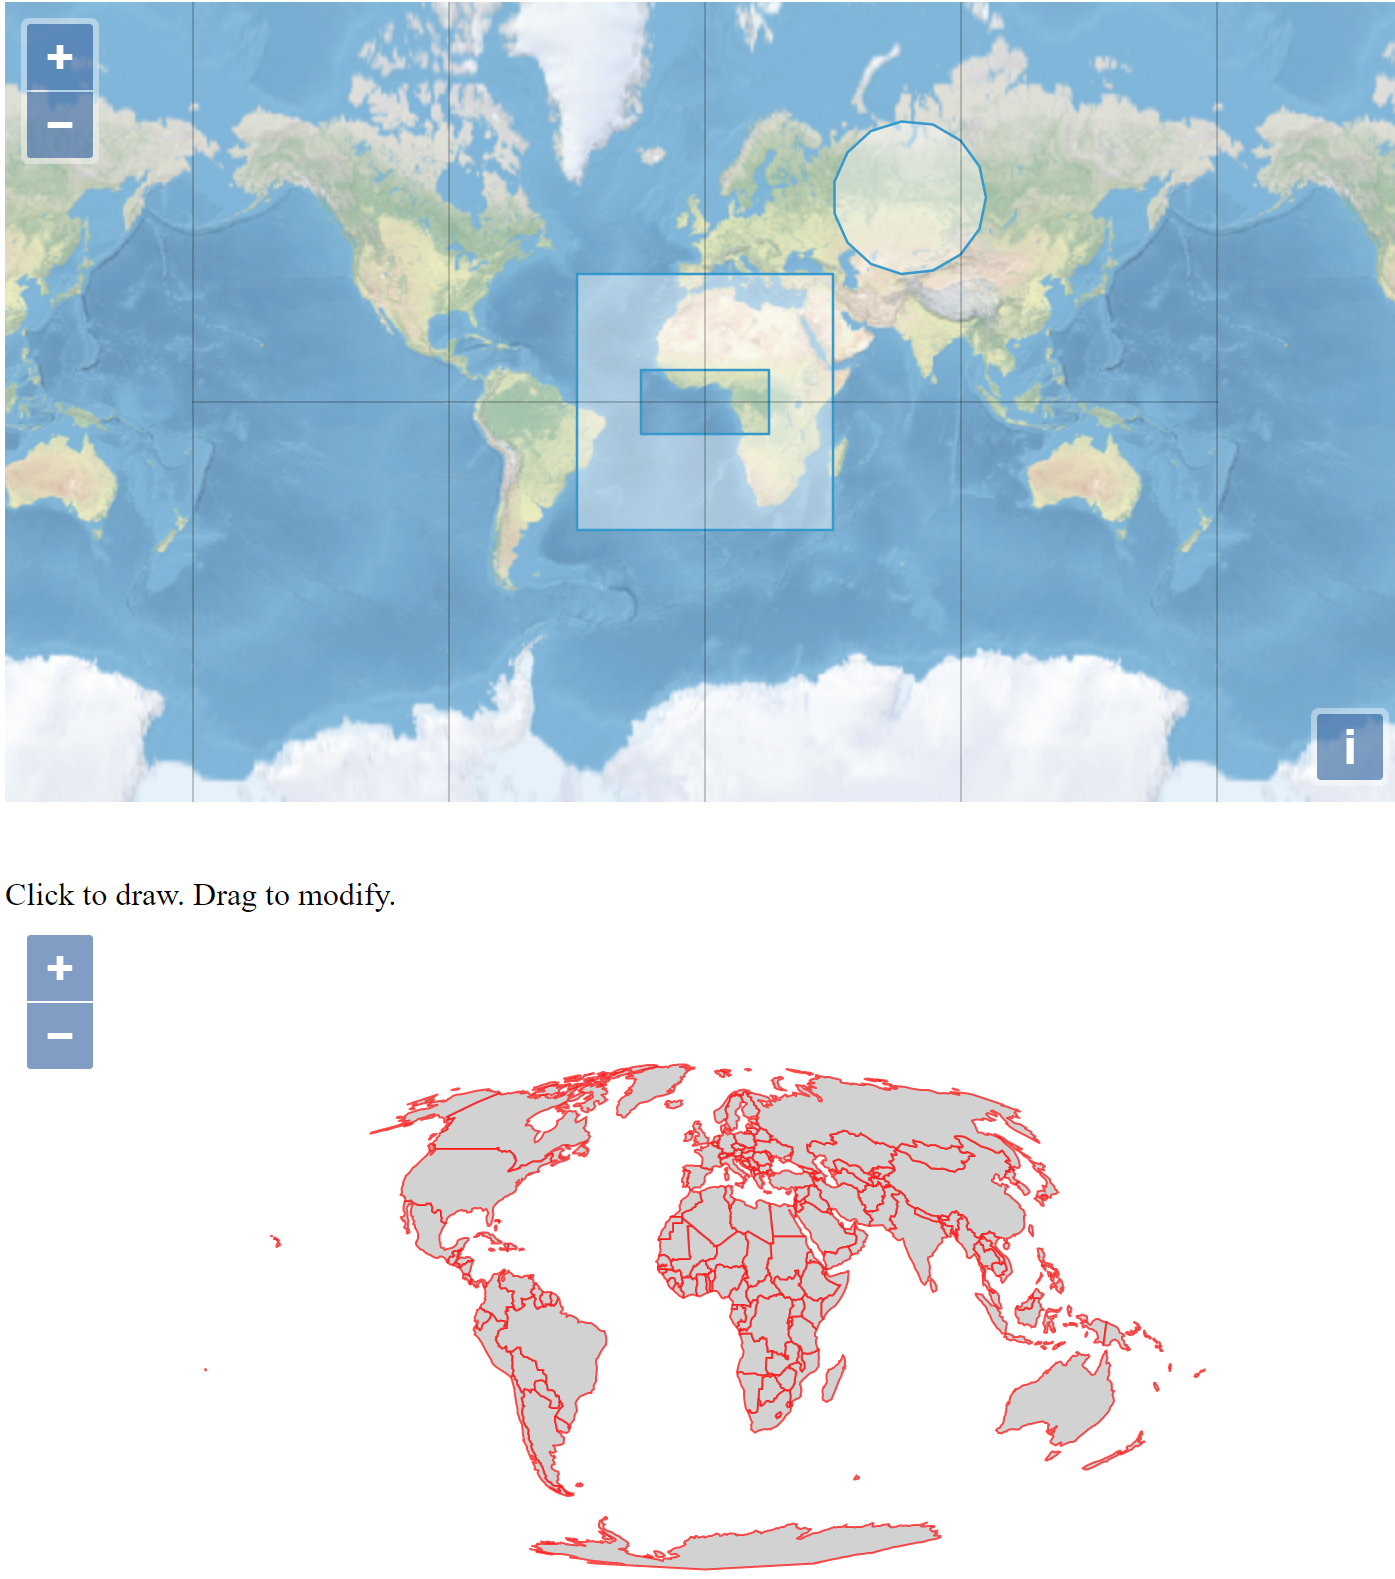 +
−
i
Click to draw. Drag to modify.
+
−